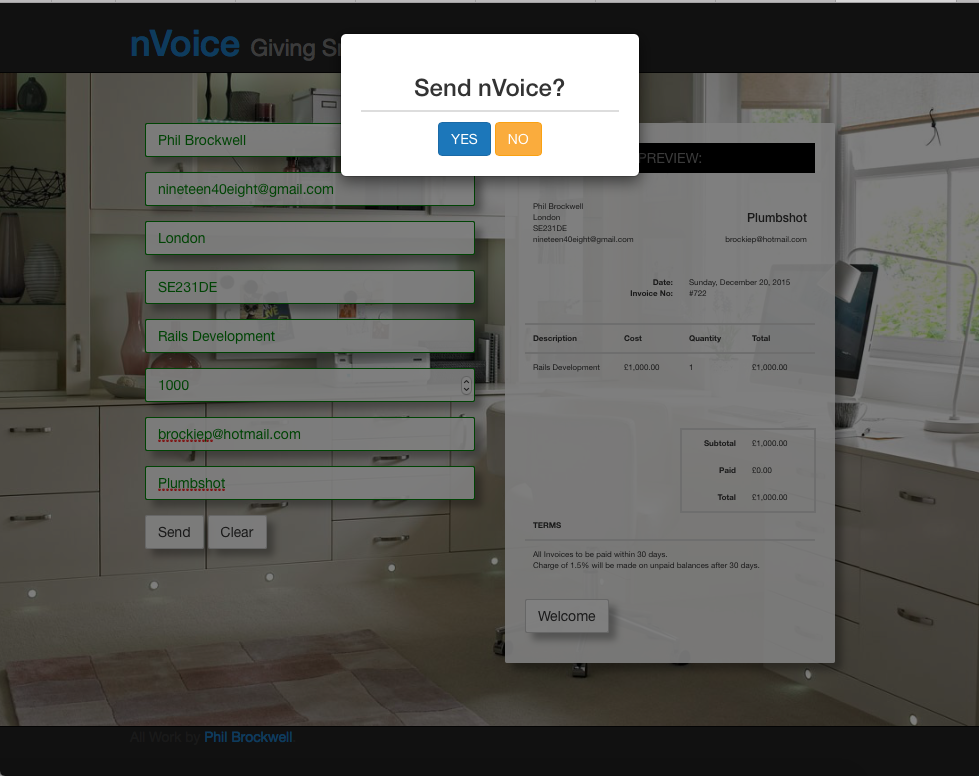 nVoice Giving
Send nVoice?
YES NO
Phil Brockwell
nineteen40eight@gmail.com
London
SE231DE
Rails Development
1000
brockiep@hotmail.com
Plumbshot
Send Clear
PREVIEW:
Phil Brockwell
London
SE231DE
nineteen40eight@gmail.com
Plumbshot
brockiep@hotmail.com
Date: Sunday, December 20, 2015
Invoice No: #722
Description Cost Quantity Total
Rails Development £1,000.00 1 £1,000.00
Subtotal £1,000.00
Paid £0.00
Total £1,000.00
TERMS
All Invoices to be paid within 30 days.
Charge of 1.5% will be made on unpaid balances after 30 days.
Welcome
All Work by Phil Brockwell